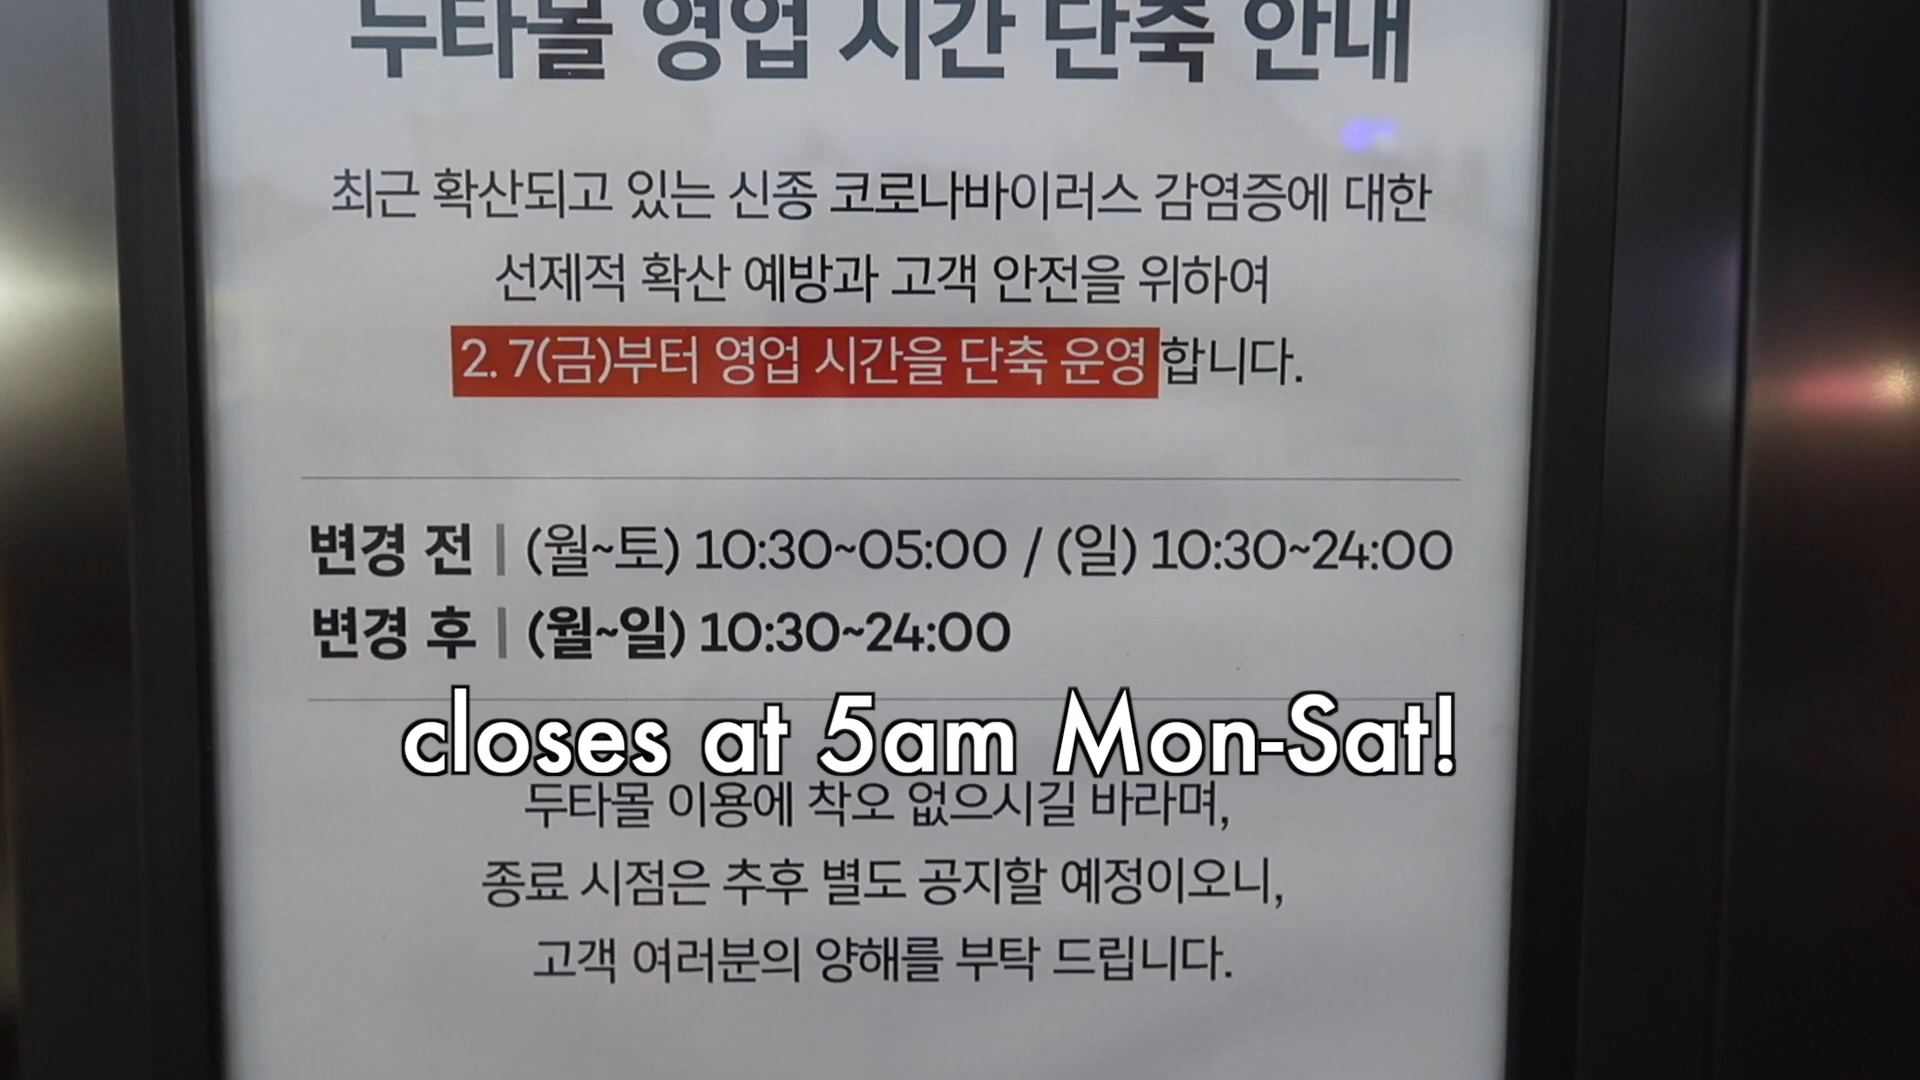 두타몰 영업 시간 단축 안내
최근 확산되고 있는 신종 코로나바이러스 감염증에 대한
선제적 확산 예방과 고객 안전을 위하여
2. 7(금)부터 영업 시간을 단축 운영합니다.
변경 전 | (월~토) 10:30~05:00 / (일) 10:30~24:00
변경 후 | (월~일) 10:30~24:00
closes at 5am Mon-Sat!
두타몰 이용에 착오 없으시길 바라며,
종료 시점은 추후 별도 공지할 예정이오니,
고객 여러분의 양해를 부탁 드립니다.